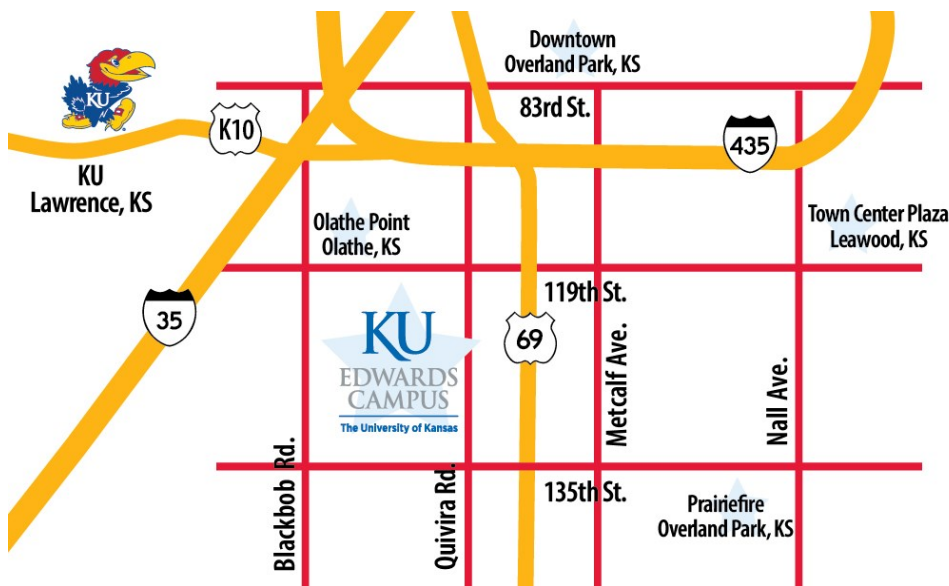 Downtown
Overland Park, KS
83rd St.
KU
K10
435
KU
Lawrence, KS
Olathe Point
Olathe, KS
Town Center Plaza
Leawood, KS
119th St.
35
69
KU
EDWARDS
CAMPUS
The University of Kansas
Metcalf Ave.
Nall Ave.
Blackbob Rd.
Quivira Rd.
135th St.
Prairiefire
Overland Park, KS